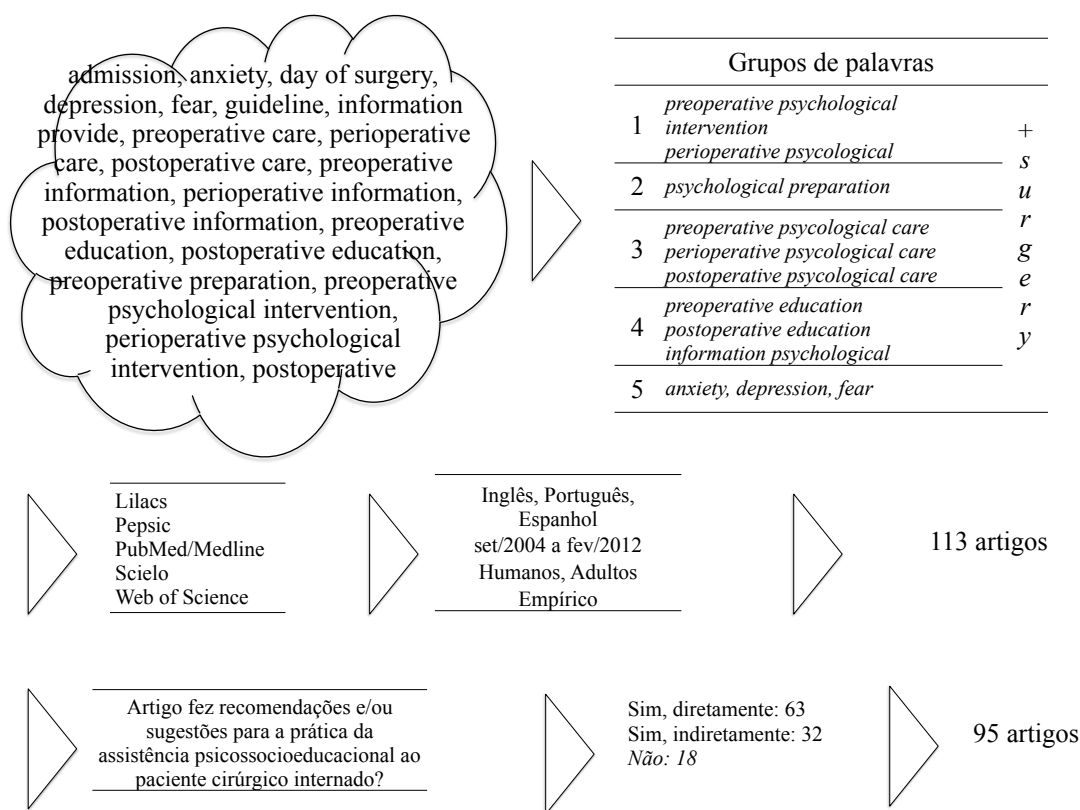 admission, anxiety, day of surgery,
depression, fear, guideline, information
provide, preoperative care, perioperative
care, postoperative care, preoperative
information, perioperative information,
postoperative information, preoperative
education, postoperative education,
preoperative preparation, preoperative
psychological intervention,
perioperative psychological
intervention, postoperative
Grupos de palavras
1
preoperative psychological
intervention
perioperative psycological
2
psychological preparation
3
preoperative psycological care
perioperative psycological care
postoperative psycological care
4
preoperative education
postoperative education
information psychological
5
anxiety, depression, fear
+
s
u
r
g
e
r
y
Lilacs
Pepsic
PubMed/Medline
Scielo
Web of Science
Inglês, Português,
Espanhol
set/2004 a fev/2012
Humanos, Adultos
Empírico
113 artigos
Artigo fez recomendações e/ou
sugestões para a prática da
assistência psicossocioeducacional ao
paciente cirúrgico internado?
Sim, diretamente: 63
Sim, indiretamente: 32
Não: 18
95 artigos